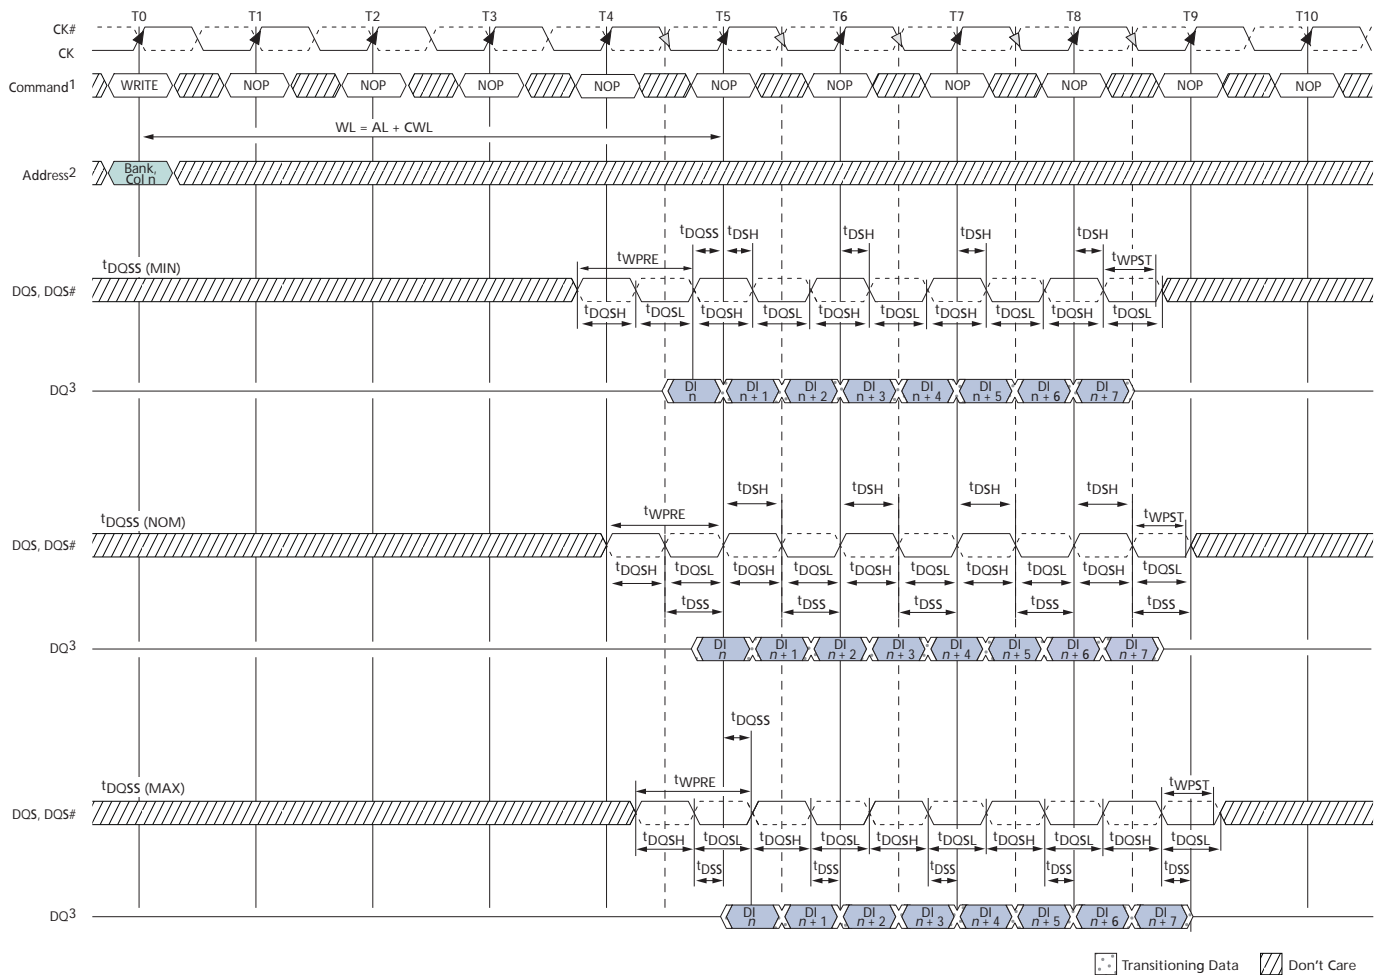 T0 T1 T2 T3 T4 T5 T6 T7 T8 T9 T10
CK#
CK
Command1 WRITE NOP NOP NOP NOP NOP NOP NOP NOP NOP NOP
WL = AL + CWL
Address2 Bank, Col n
tDQSS tDSH tDSH tDSH tDSH
tWPRE tWPST
tDQSS (MIN)
DQS, DQS#
tDQSH tDQSL tDQSH tDQSL tDQSH tDQSL tDQSH tDQSL tDQSH tDQSL
DQ3 DI n DI n + 1 DI n + 2 DI n + 3 DI n + 4 DI n + 5 DI n + 6 DI n + 7
tDSH tDSH tDSH tDSH
tWPRE tWPST
tDQSS (NOM)
DQS, DQS#
tDQSH tDQSL tDQSH tDQSL tDQSH tDQSL tDQSH tDQSL tDQSH tDQSL
tDSS tDSS tDSS tDSS tDSS
DQ3 DI n DI n + 1 DI n + 2 DI n + 3 DI n + 4 DI n + 5 DI n + 6 DI n + 7
tDQSS
tWPRE tWPST
tDQSS (MAX)
DQS, DQS#
tDQSH tDQSL tDQSH tDQSL tDQSH tDQSL tDQSH tDQSL tDQSH tDQSL
tDSS tDSS tDSS tDSS tDSS
DQ3 DI n DI n + 1 DI n + 2 DI n + 3 DI n + 4 DI n + 5 DI n + 6 DI n + 7
Transitioning Data Don't Care